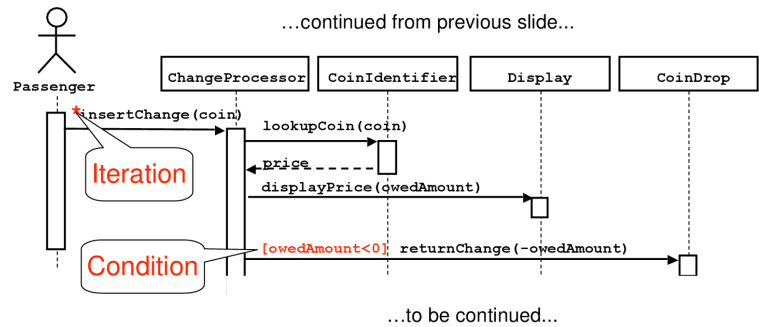 ...continued from previous slide...
Passenger
ChangeProcessor
CoinIdentifier
Display
CoinDrop
*insertChange(coin)
lookupCoin(coin)
Iteration
price
displayPrice(owedAmount)
[owedAmount<0] returnChange(-owedAmount)
Condition
...to be continued...